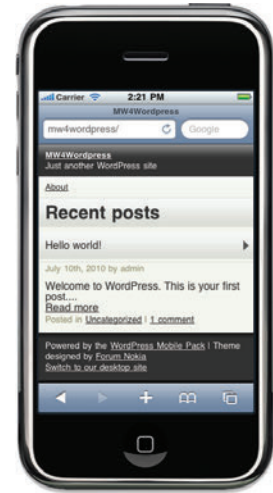 Carrier 2:21 PM
MW4Wordpress
mw4wordpress/ Google
MW4Wordpress
Just another WordPress site
About
Recent posts
Hello world!
July 10th, 2010 by admin
Welcome to WordPress. This is your first
post....
Read more
Posted in Uncategorized | 1 comment
Powered by the WordPress Mobile Pack | Theme
designed by Forum Nokia
Switch to our desktop site